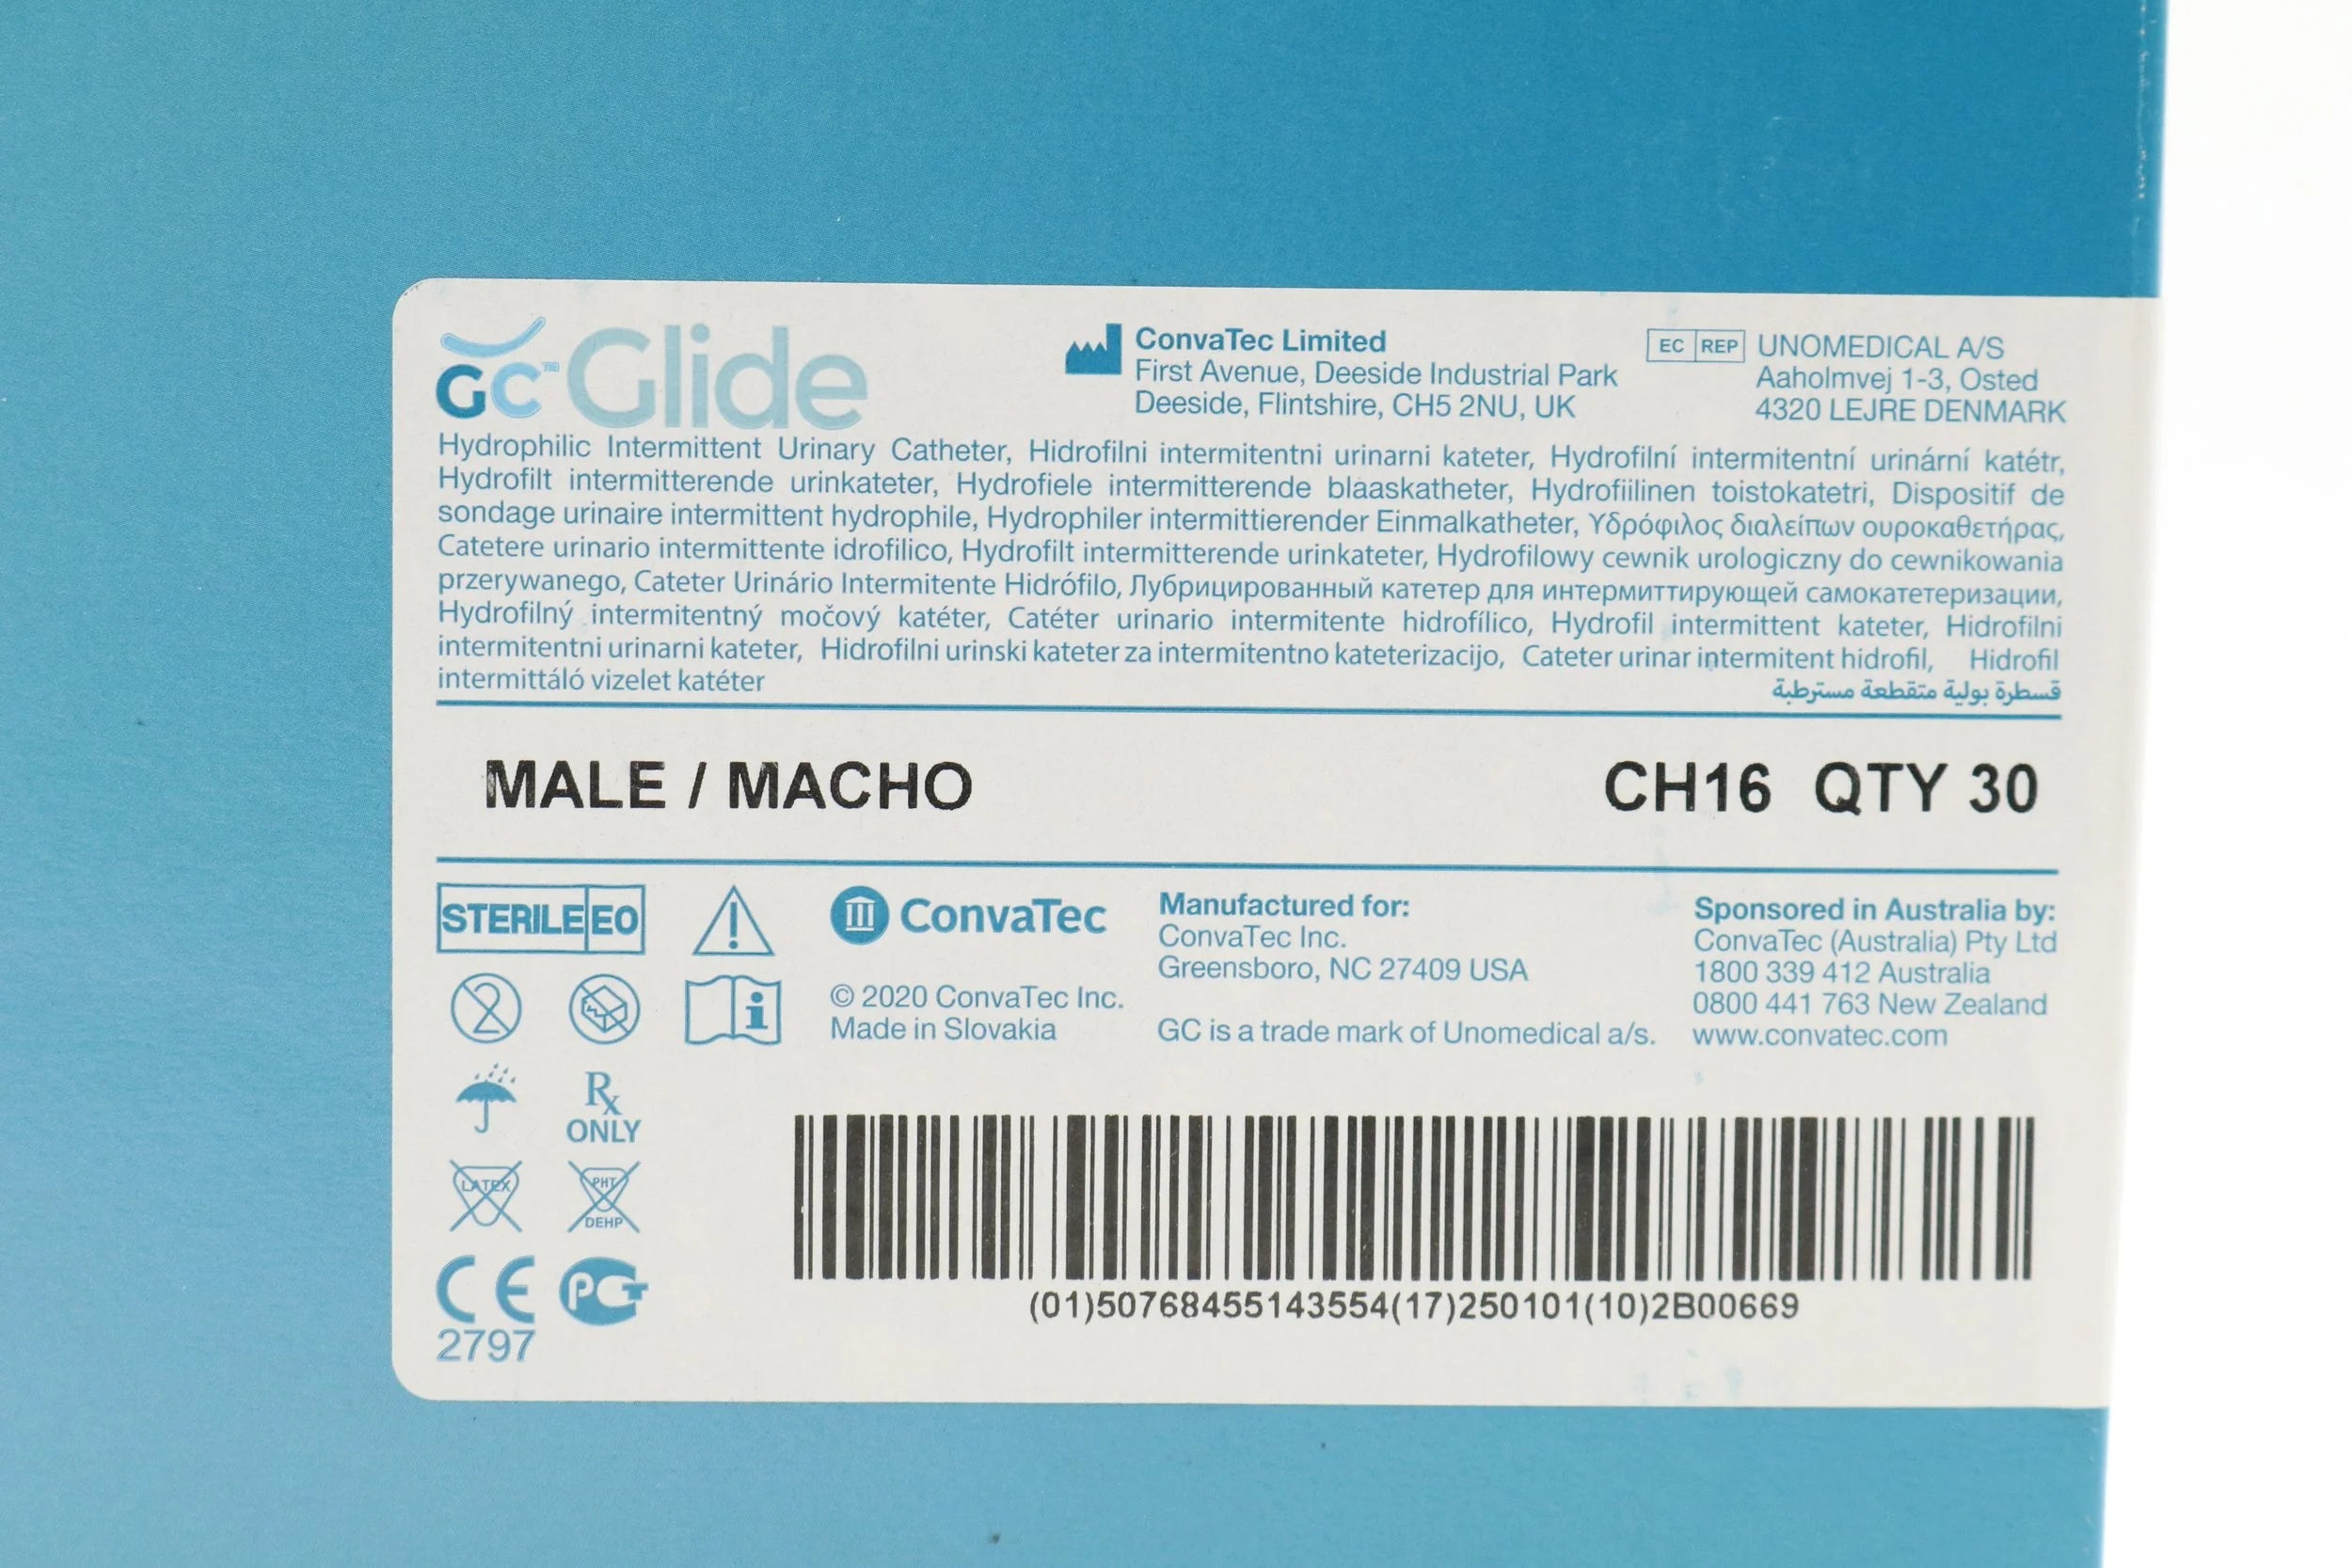 GC™ Glide
ConvaTec Limited
First Avenue, Deeside Industrial Park
Deeside, Flintshire, CH5 2NU, UK
EC REP
UNOMEDICAL A/S
Aaholmvej 1-3, Osted
4320 LEJRE DENMARK
Hydrophilic Intermittent Urinary Catheter, Hidrofilni intermitentni urinarni kateter, Hydrofilní intermitentní urinární katétr,
Hydrofilt intermitterende urinkateter, Hydrofiele intermitterende blaaskatheter, Hydrofiilinen toistokatetri, Dispositif de
sondage urinaire intermittent hydrophile, Hydrophiler intermittierender Einmalkatheter, Υδρόφιλος διαλείπων ουροκαθετήρας,
Catetere urinario intermittente idrofilico, Hydrofilt intermitterende urinkateter, Hydrofilowy cewnik urologiczny do cewnikowania
przerywanego, Cateter Urinário Intermitente Hidrófilo, Лубрицированный катетер для интермиттирующей самокатетеризации,
Hydrofilný intermitentný močový katéter, Catéter urinario intermitente hidrofílico, Hydrofil intermittent kateter, Hidrofilni
intermitentni urinarni kateter, Hidrofilni urinski kateter za intermitentno kateterizacijo, Cateter urinar intermitent hidrofil, Hidrofil
intermittáló vizelet katéter
قسطرة بولية متقطعة مسترطبة
MALE / MACHO
CH16 QTY 30
STERILE EO
2
Rx
ONLY
LATEX
PHT
DEHP
CE
2797
PCT
ConvaTec
© 2020 ConvaTec Inc.
Made in Slovakia
Manufactured for:
ConvaTec Inc.
Greensboro, NC 27409 USA
GC is a trade mark of Unomedical a/s.
Sponsored in Australia by:
ConvaTec (Australia) Pty Ltd
1800 339 412 Australia
0800 441 763 New Zealand
www.convatec.com
(01)50768455143554(17)250101(10)2B00669